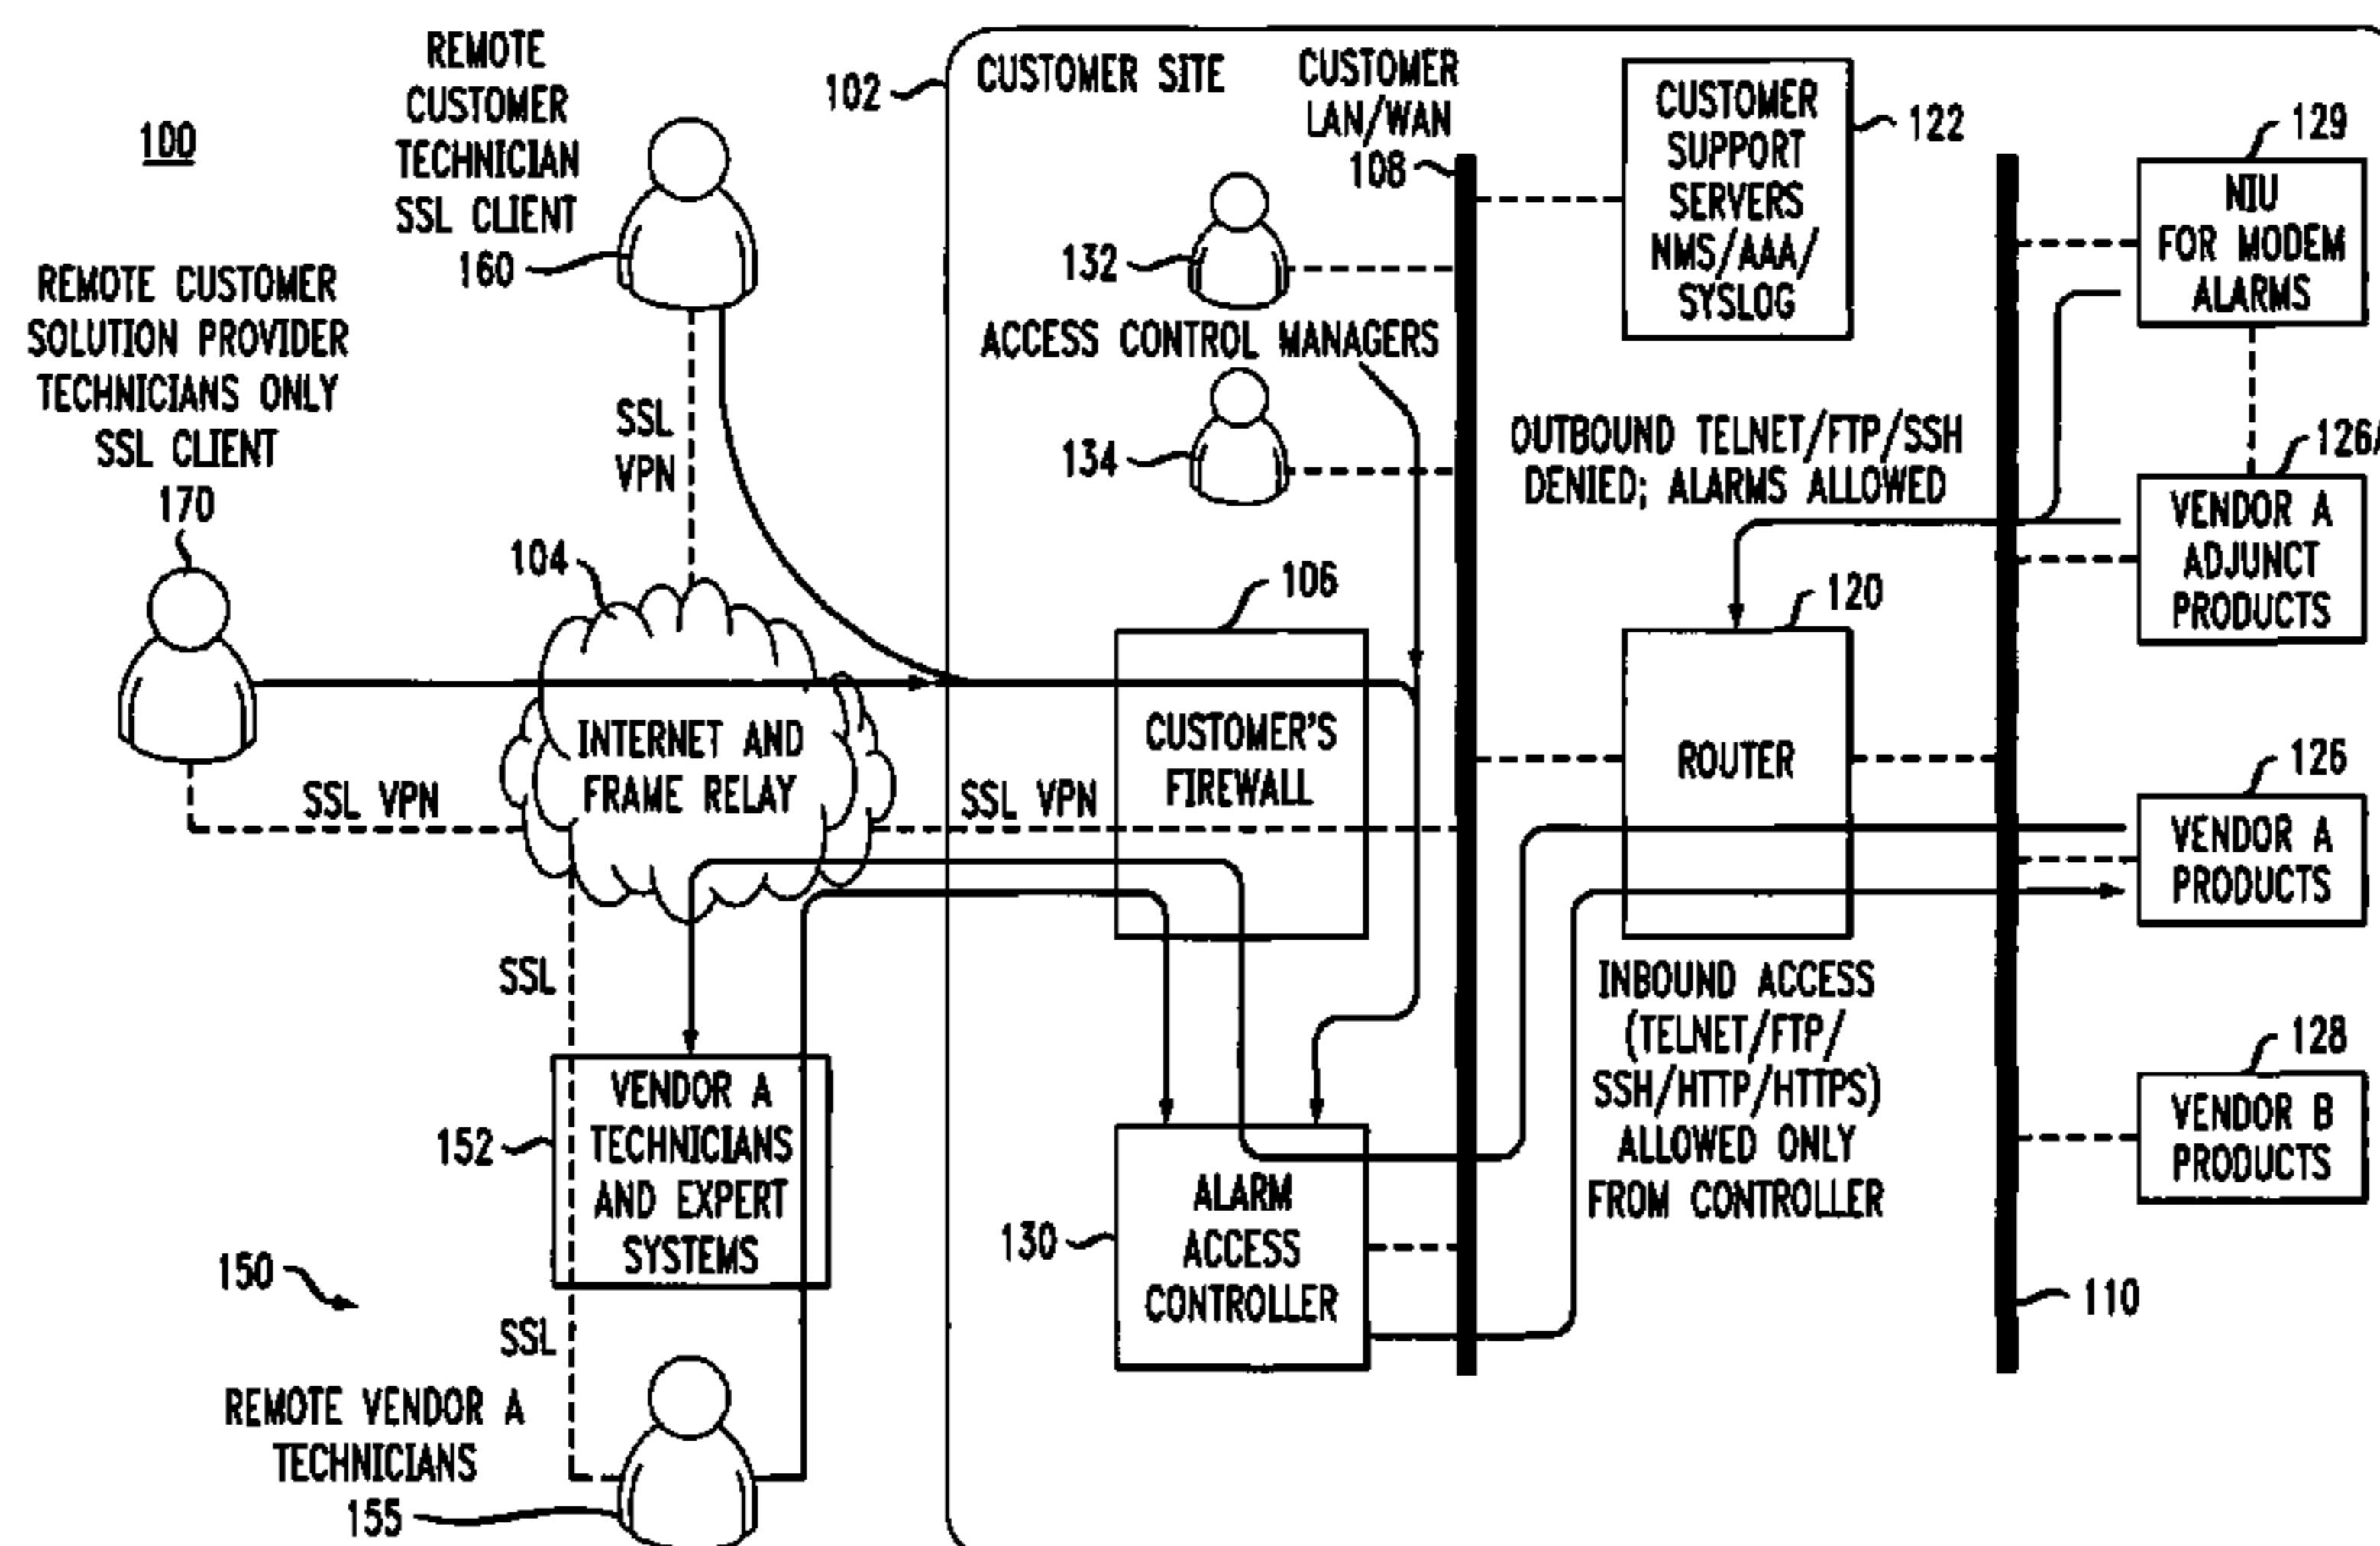 100
REMOTE
CUSTOMER
TECHNICIAN
SSL CLIENT
160
REMOTE CUSTOMER
SOLUTION PROVIDER
TECHNICIANS ONLY
SSL CLIENT
170
SSL
VPN
104
INTERNET AND
FRAME RELAY
SSL VPN
SSL VPN
SSL
152
VENDOR A
TECHNICIANS
AND EXPERT
SYSTEMS
150
SSL
REMOTE VENDOR A
TECHNICIANS
155
102
CUSTOMER SITE
CUSTOMER
LAN/WAN
108
132
ACCESS CONTROL MANAGERS
134
106
CUSTOMER'S
FIREWALL
130
ALARM
ACCESS
CONTROLLER
CUSTOMER
SUPPORT
SERVERS
NMS/AAA/
SYSLOG
122
OUTBOUND TELNET/FTP/SSH
DENIED; ALARMS ALLOWED
120
ROUTER
INBOUND ACCESS
(TELNET/FTP/
SSH/HTTP/HTTPS)
ALLOWED ONLY
FROM CONTROLLER
110
129
NIU
FOR MODEM
ALARMS
126A
VENDOR A
ADJUNCT
PRODUCTS
126
VENDOR A
PRODUCTS
128
VENDOR B
PRODUCTS